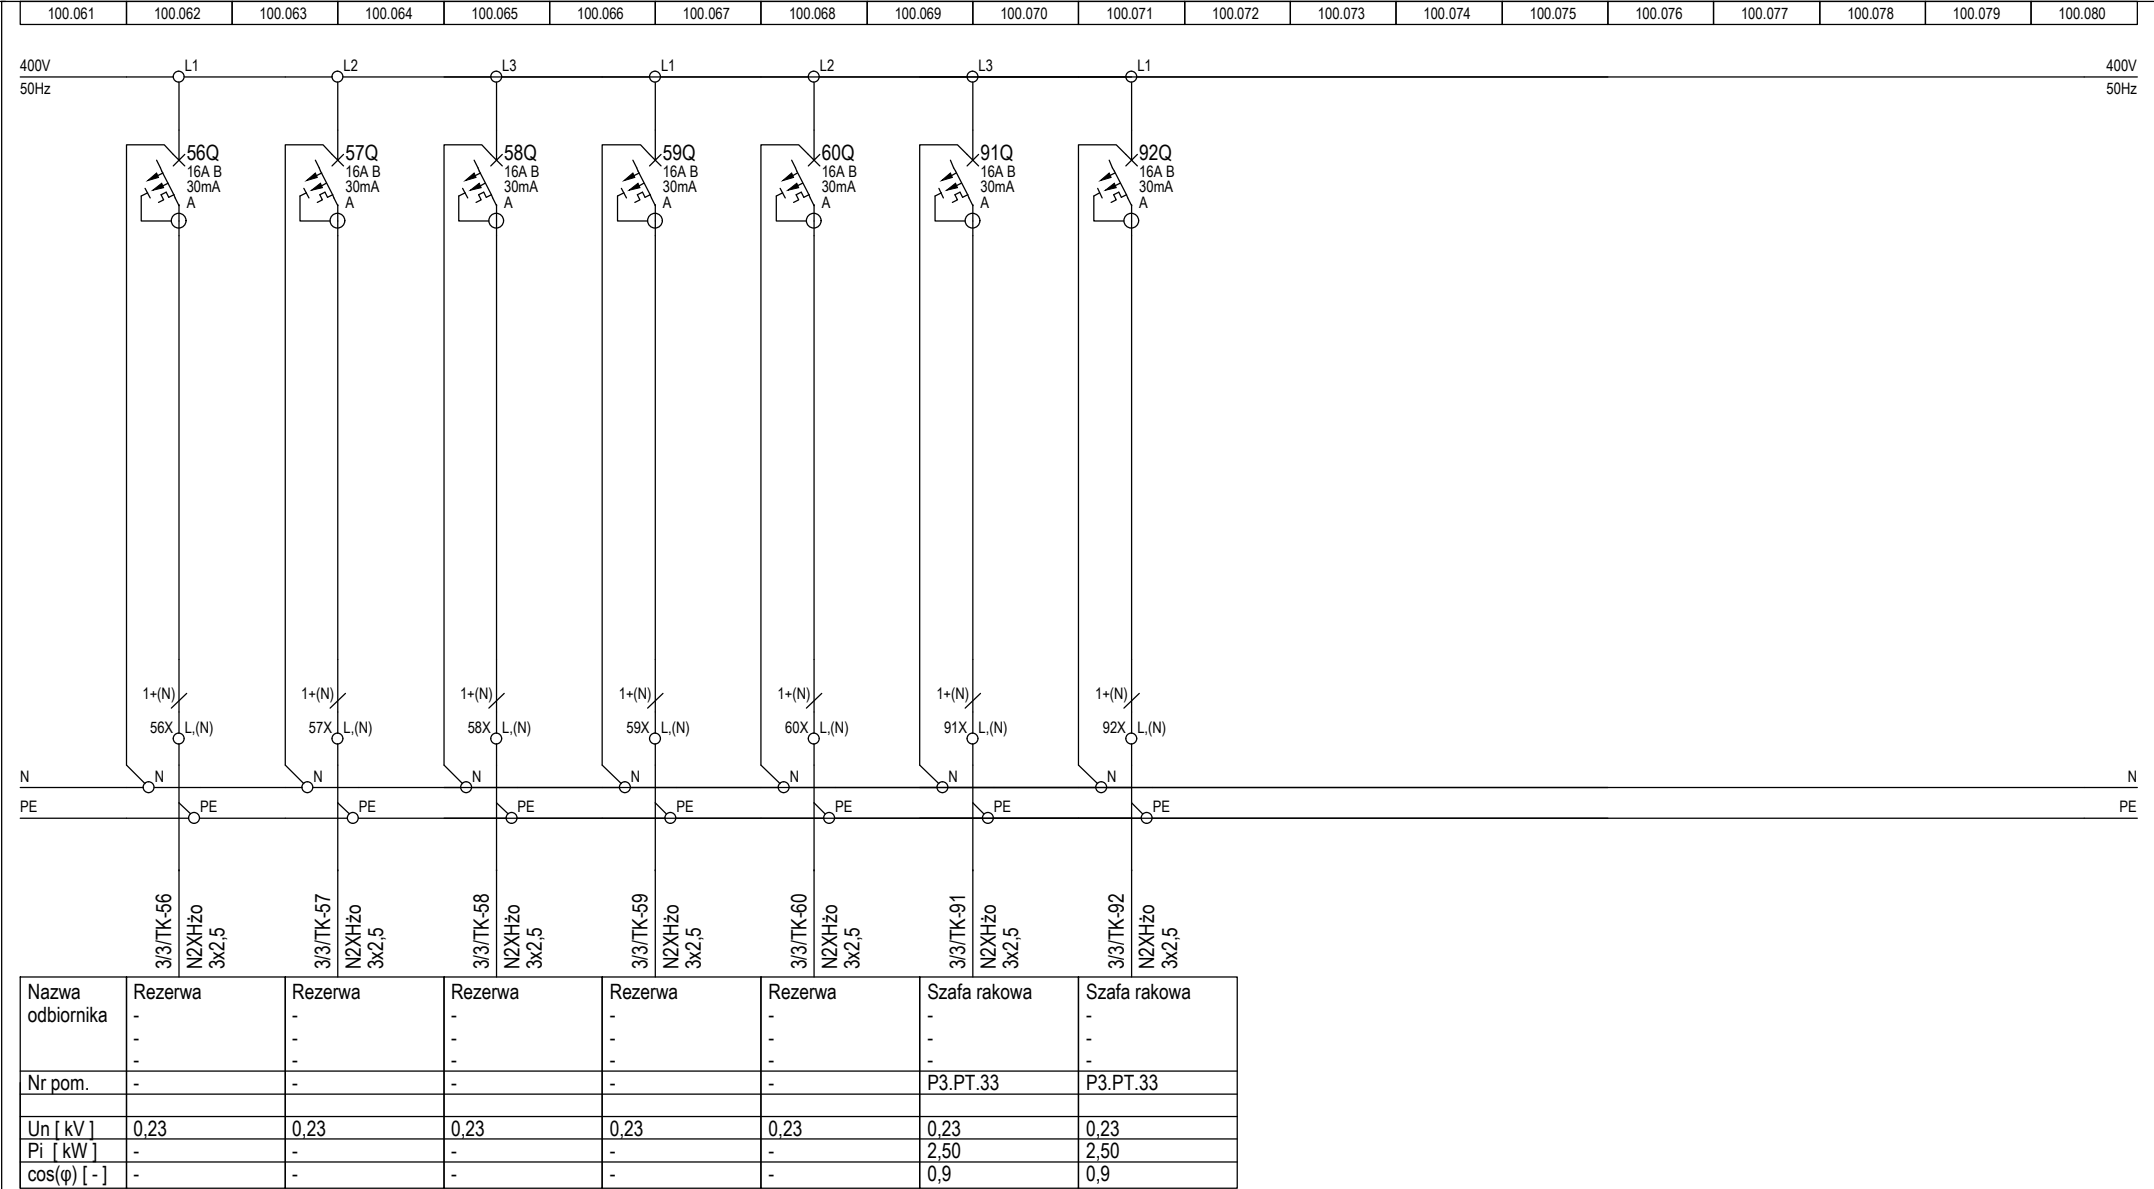 100.061 100.062 100.063 100.064 100.065 100.066 100.067 100.068 100.069 100.070 100.071 100.072 100.073 100.074 100.075 100.076 100.077 100.078 100.079 100.080
400V L1 L2 L3 L1 L2 L3 L1 400V
50Hz 50Hz
56Q 57Q 58Q 59Q 60Q 91Q 92Q
16A B 16A B 16A B 16A B 16A B 16A B 16A B
30mA 30mA 30mA 30mA 30mA 30mA 30mA
A A A A A A A
1+(N) 1+(N) 1+(N) 1+(N) 1+(N) 1+(N) 1+(N)
56X L,(N) 57X L,(N) 58X L,(N) 59X L,(N) 60X L,(N) 91X L,(N) 92X L,(N)
N N N N N N N N N
PE PE PE PE PE PE PE PE PE
3/3/TK-56
N2XHżo
3x2,5
3/3/TK-57
N2XHżo
3x2,5
3/3/TK-58
N2XHżo
3x2,5
3/3/TK-59
N2XHżo
3x2,5
3/3/TK-60
N2XHżo
3x2,5
3/3/TK-91
N2XHżo
3x2,5
3/3/TK-92
N2XHżo
3x2,5
Nazwa Rezerwa Rezerwa Rezerwa Rezerwa Rezerwa Szafa rakowa Szafa rakowa
odbiornika - - - - - - -
- - - - - - -
- - - - - - -
Nr pom. - - - - - P3.PT.33 P3.PT.33
Un [ kV ] 0,23 0,23 0,23 0,23 0,23 0,23 0,23
Pi [ kW ] - - - - - 2,50 2,50
cos(φ) [ - ] - - - - - 0,9 0,9